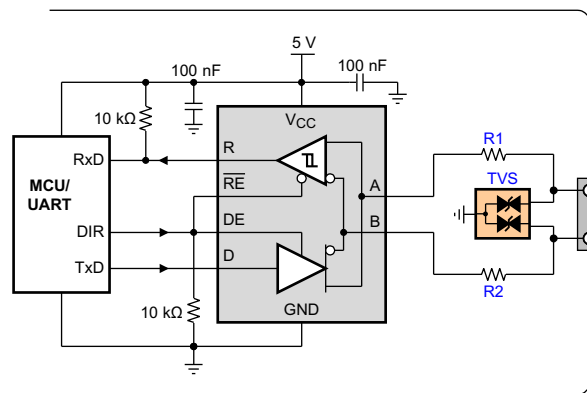 5 V
100 nF
100 nF
10 kΩ
VCC
R1
RxD
R
TVS
MCU/
UART
RE
A
DIR
DE
B
TxD
D
R2
10 kΩ
GND